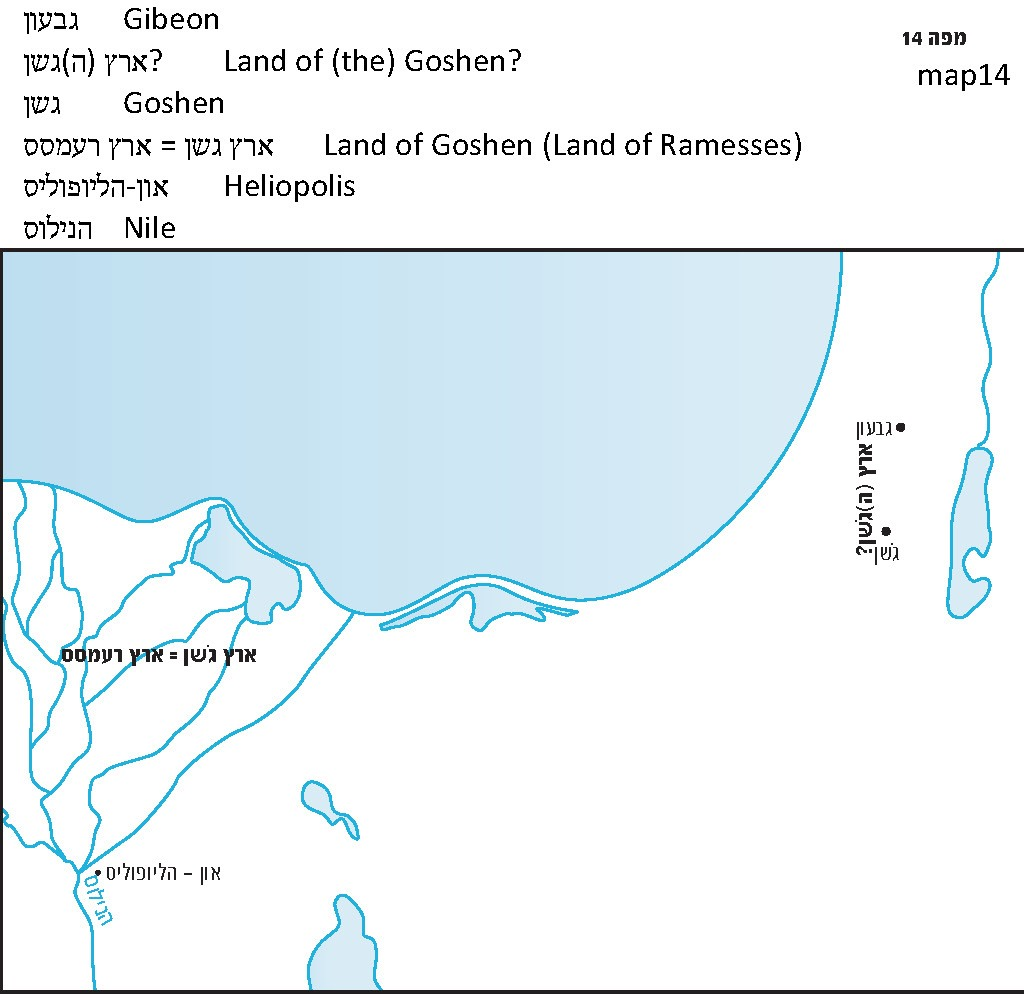 גבעון Gibeon
ארץ (ה)גשן? Land of (the) Goshen?
גשן Goshen
ארץ גשן = ארץ רעמסס Land of Goshen (Land of Ramesses)
און-הליופוליס Heliopolis
הנילוס Nile
מפה 14
map14
גבעון
ארץ (ה)גשן?
גשן
ארץ גשן = ארץ רעמסס
און – הליופוליס
הנילוס